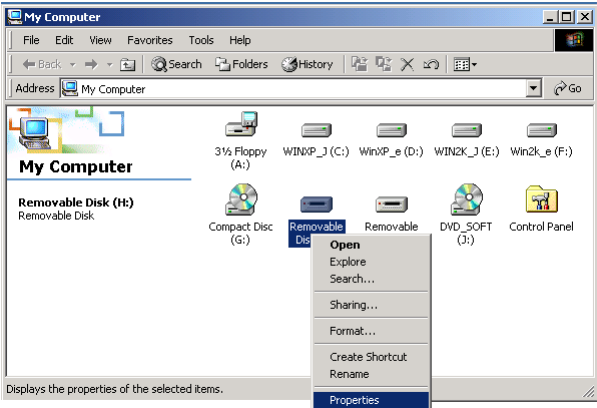 My Computer
File Edit View Favorites Tools Help
Back Search Folders History
Address My Computer Go
My Computer
Removable Disk (H:)
Removable Disk
3½ Floppy (A:)
WINXP_J (C:)
WinXP_e (D:)
WIN2K_J (E:)
Win2k_e (F:)
Compact Disc (G:)
Removable
Removable
DVD_SOFT (J:)
Control Panel
Open
Explore
Search...
Sharing...
Format...
Create Shortcut
Rename
Properties
Displays the properties of the selected items.